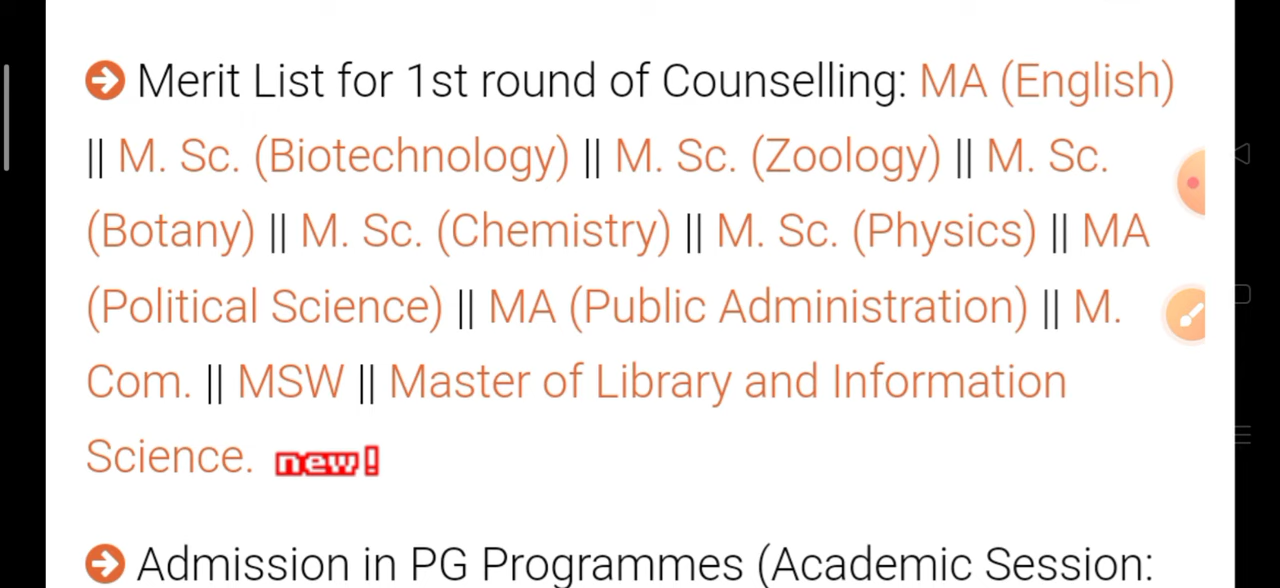 Merit List for 1st round of Counselling: MA (English)
|| M. Sc. (Biotechnology) || M. Sc. (Zoology) || M. Sc.
(Botany) || M. Sc. (Chemistry) || M. Sc. (Physics) || MA
(Political Science) || MA (Public Administration) || M.
Com. || MSW || Master of Library and Information
Science. new!
Admission in PG Programmes (Academic Session: